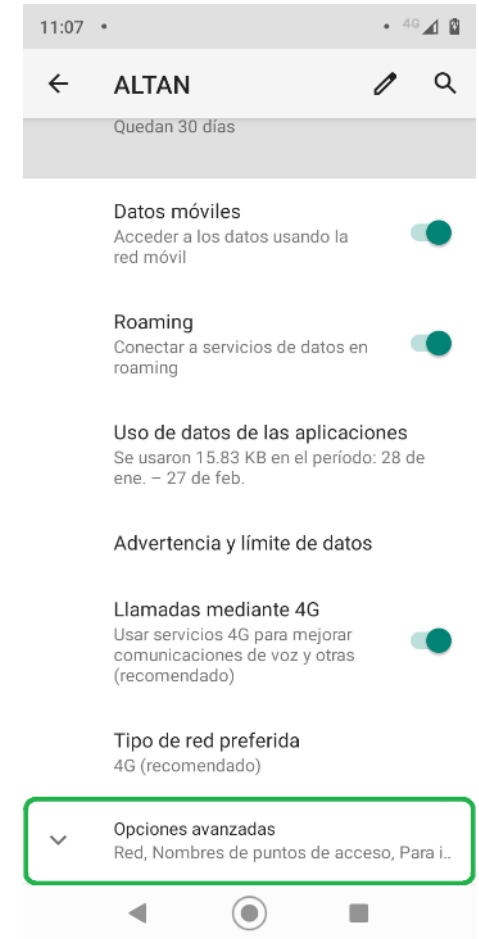 11:07
4G
ALTAN
Quedan 30 días
Datos móviles
Acceder a los datos usando la
red móvil
Roaming
Conectar a servicios de datos en
roaming
Uso de datos de las aplicaciones
Se usaron 15.83 KB en el período: 28 de
ene. – 27 de feb.
Advertencia y límite de datos
Llamadas mediante 4G
Usar servicios 4G para mejorar
comunicaciones de voz y otras
(recomendado)
Tipo de red preferida
4G (recomendado)
Opciones avanzadas
Red, Nombres de puntos de acceso, Para i..